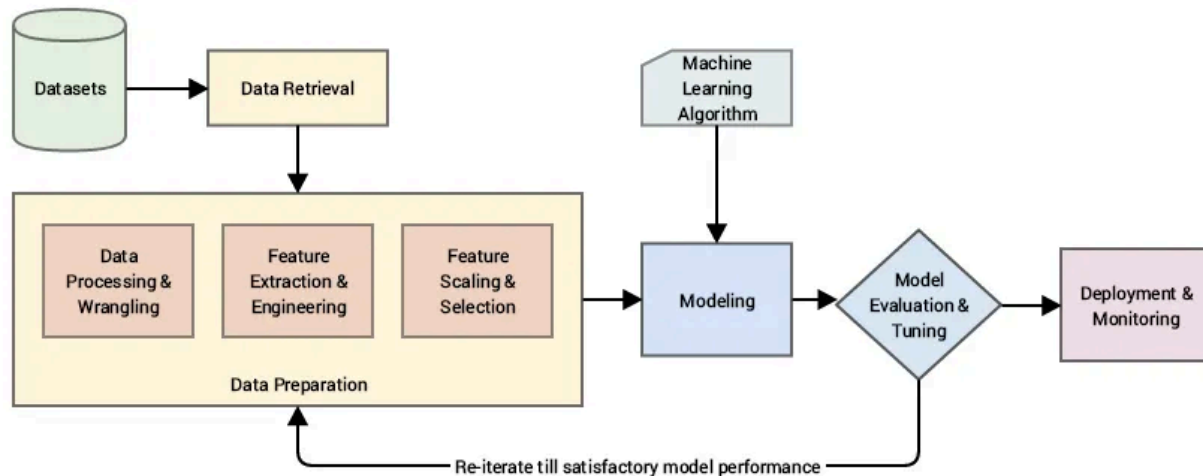 Datasets
Data Retrieval
Machine
Learning
Algorithm
Data
Processing &
Wrangling
Feature
Extraction &
Engineering
Feature
Scaling &
Selection
Data Preparation
Modeling
Model
Evaluation &
Tuning
Deployment &
Monitoring
Re-iterate till satisfactory model performance